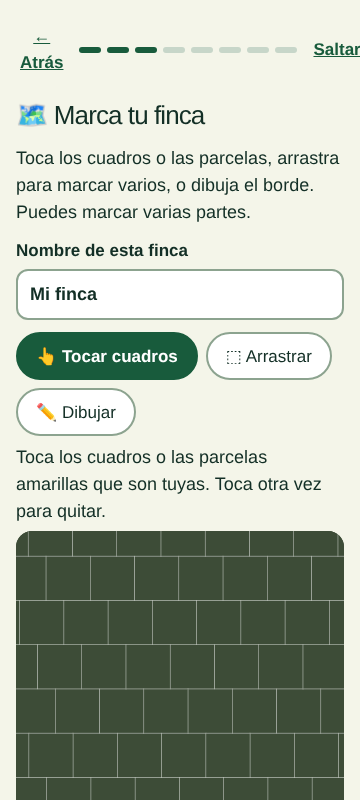 ← Atrás
Saltar
🗺️ Marca tu finca
Toca los cuadros o las parcelas, arrastra
para marcar varios, o dibuja el borde.
Puedes marcar varias partes.
Nombre de esta finca
Mi finca
👆 Tocar cuadros
⬚ Arrastrar
✏️ Dibujar
Toca los cuadros o las parcelas
amarillas que son tuyas. Toca otra vez
para quitar.